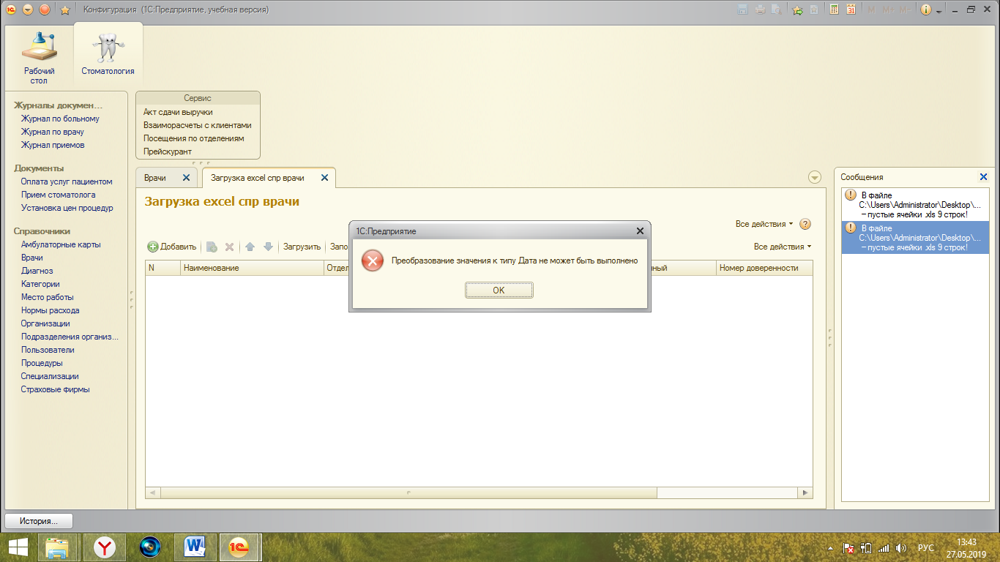 Конфигурация (1С:Предприятие, учебная версия)
31
M M+ M-
Рабочий
стол
Стоматология
Журналы докумен...
Журнал по больному
Журнал по врачу
Журнал приемов
Документы
Оплата услуг пациентом
Прием стоматолога
Установка цен процедур
Справочники
Амбулаторные карты
Врачи
Диагноз
Категории
Место работы
Нормы расхода
Организации
Подразделения организ...
Пользователи
Процедуры
Специализации
Страховые фирмы
Сервис
Акт сдачи выручки
Взаиморасчеты с клиентами
Посещения по отделениям
Прейскурант
Врачи
Загрузка excel спр врачи
Загрузка excel спр врачи
Все действия
Добавить
Загрузить
Запо
Все действия
N
Наименование
Отдел
нный
Номер доверенности
1С:Предприятие
Преобразование значения к типу Дата не может быть выполнено
OK
Сообщения
В файле
C:\Users\Administrator\Desktop\...
– пустые ячейки .xls 9 строк!
В файле
C:\Users\Administrator\Desktop\...
– пустые ячейки .xls 9 строк!
История...
РУС
13:43
27.05.2019